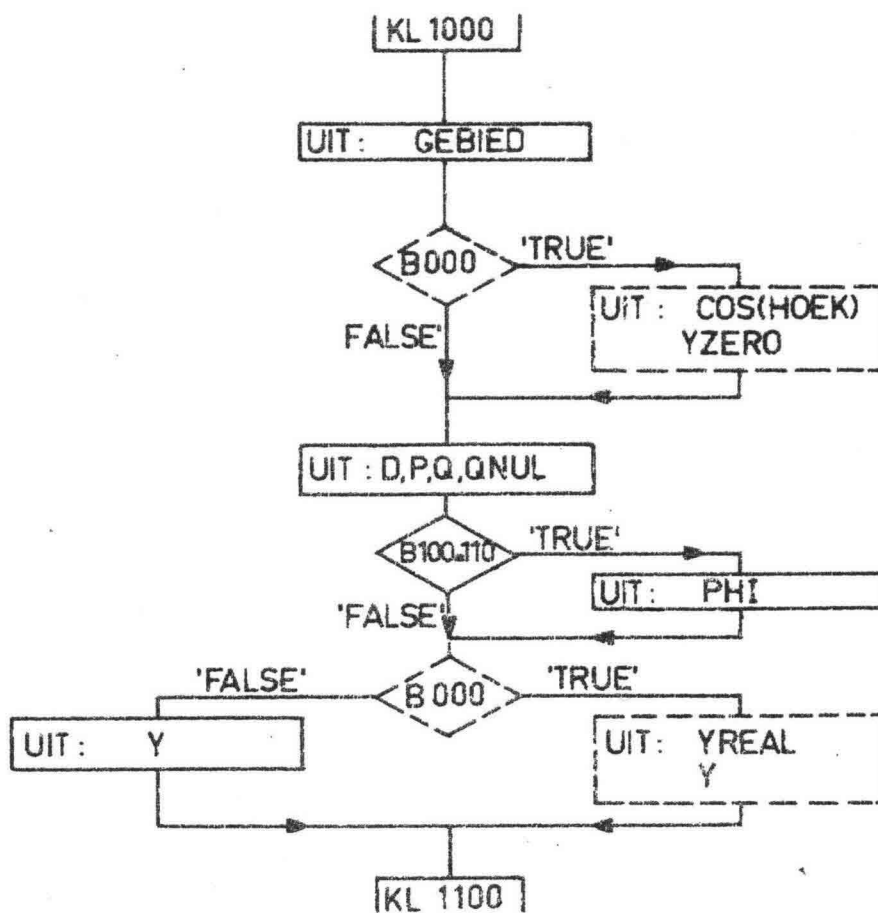 KL 1000
UIT: GEBIED
B000
'TRUE'
UIT: COS(HOEK)
YZERO
FALSE'
UIT: D,P,Q,QNUL
B100.110
'TRUE'
UIT: PHI
'FALSE'
'FALSE'
B000
'TRUE'
UIT: Y
UIT: YREAL
Y
KL 1100